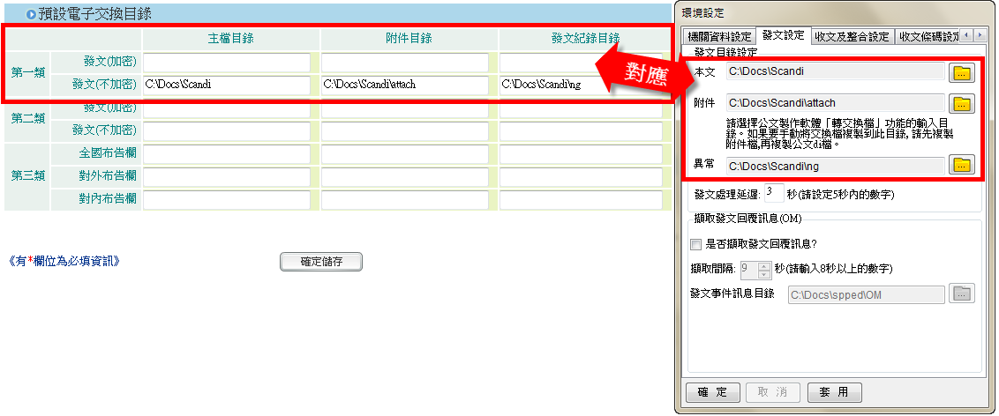 預設電子交換目錄
主檔目錄 附件目錄 發文紀錄目錄
第一類
發文(加密)
發文(不加密) C:\Docs\Scandi C:\Docs\Scandi\attach C:\Docs\Scandi\ng
第二類
發文(加密)
發文(不加密)
第三類
全國布告欄
對外布告欄
對內布告欄
《有*欄位為必填資訊》
確定儲存
對應
環境設定
機關資料設定 發文設定 收文及整合設定 收文條碼設定
發文目錄設定
本文 C:\Docs\Scandi
附件 C:\Docs\Scandi\attach
請選擇公文製作軟體「轉交換檔」功能的輸入目
錄。如果要手動將交換檔複製到此目錄, 請先複製
附件檔,再複製公文di檔。
異常 C:\Docs\Scandi\ng
發文處理延遲: 3 秒(請設定5秒內的數字)
擷取發文回覆訊息(OM)
是否擷取發文回覆訊息?
擷取間隔: 9 秒(請輸入8秒以上的數字)
發文事件訊息目錄 C:\Docs\spped\OM
確 定 取 消 套 用